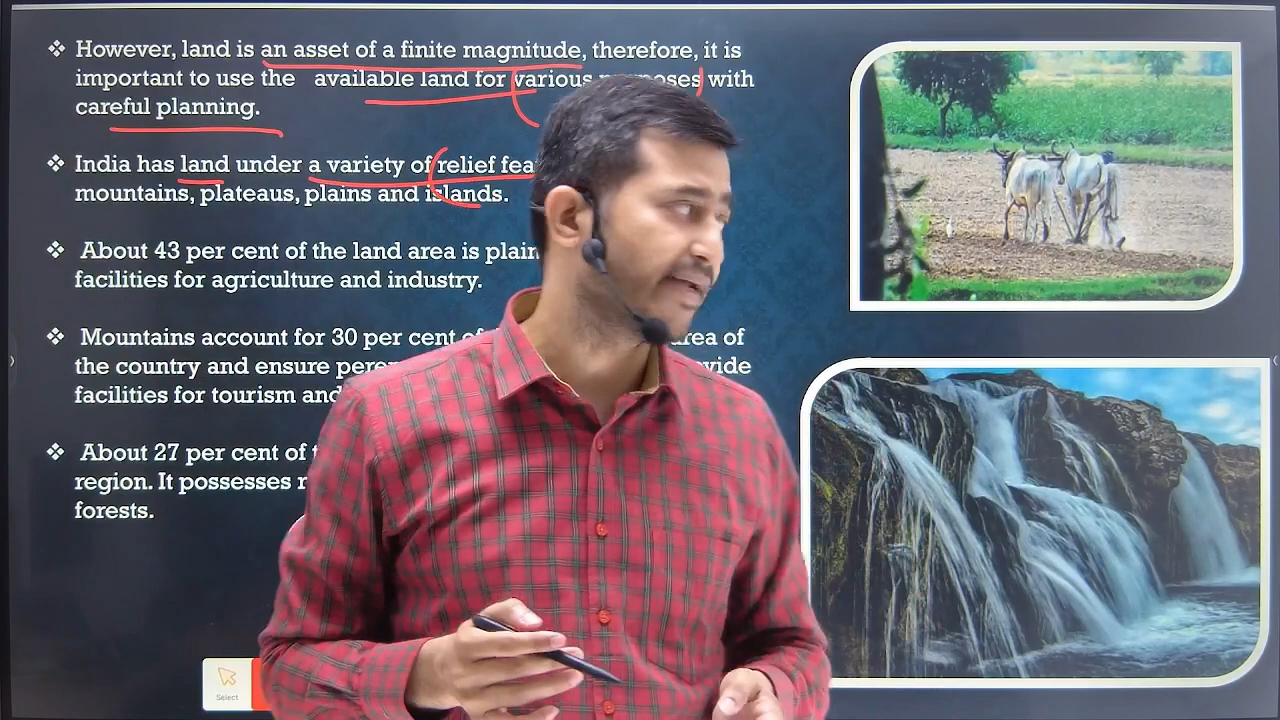 ❖ However, land is an asset of a finite magnitude, therefore, it is
important to use the available land for various purposes with
careful planning.
❖ India has land under a variety of relief
mountains, plateaus, plains and islands.
❖ About 43 per cent of the land area is plain
facilities for agriculture and industry.
❖ Mountains account for 30 per cent of area of
the country and ensure
facilities for tourism and
❖ About 27 per cent of
region. It possesses
forests.
Select